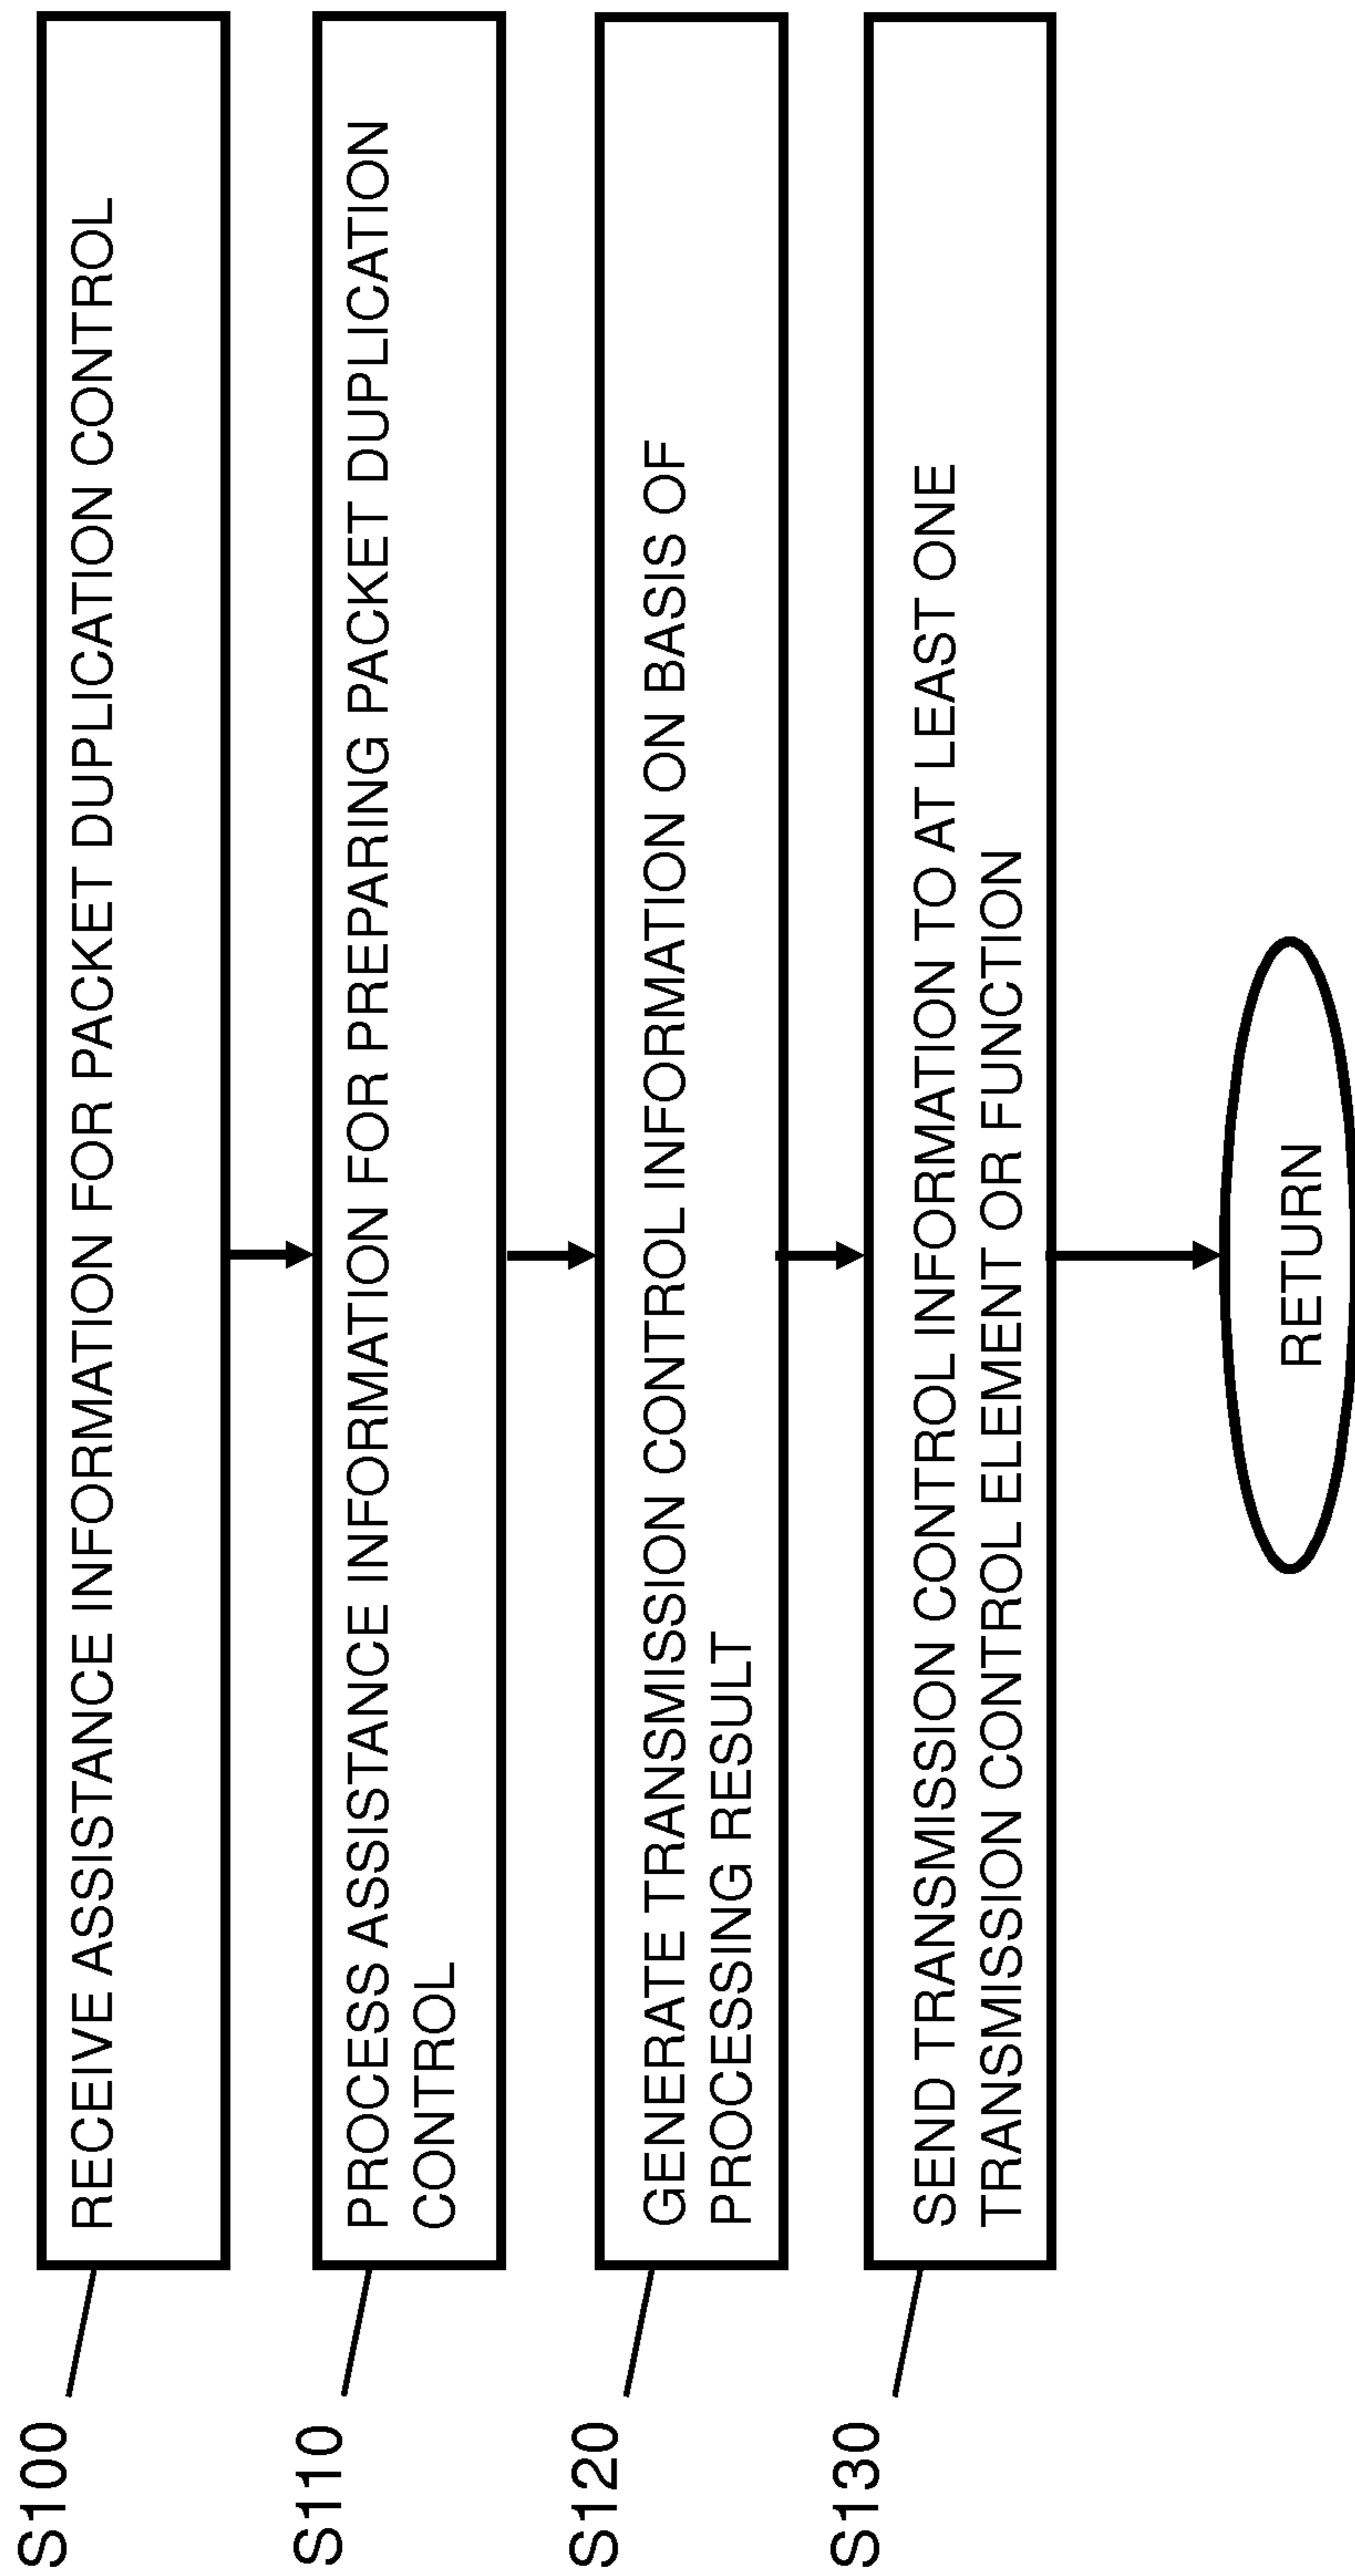 S100
RECEIVE ASSISTANCE INFORMATION FOR PACKET DUPLICATION CONTROL
S110
PROCESS ASSISTANCE INFORMATION FOR PREPARING PACKET DUPLICATION
CONTROL
S120
GENERATE TRANSMISSION CONTROL INFORMATION ON BASIS OF
PROCESSING RESULT
S130
SEND TRANSMISSION CONTROL INFORMATION TO AT LEAST ONE
TRANSMISSION CONTROL ELEMENT OR FUNCTION
RETURN